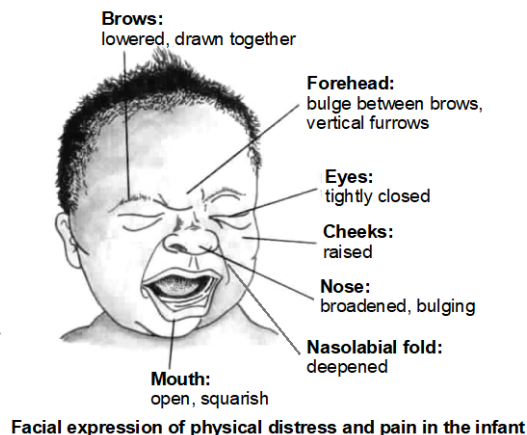 Brows:
lowered, drawn together
Forehead:
bulge between brows,
vertical furrows
Eyes:
tightly closed
Cheeks:
raised
Nose:
broadened, bulging
Nasolabial fold:
deepened
Mouth:
open, squarish
Facial expression of physical distress and pain in the infant